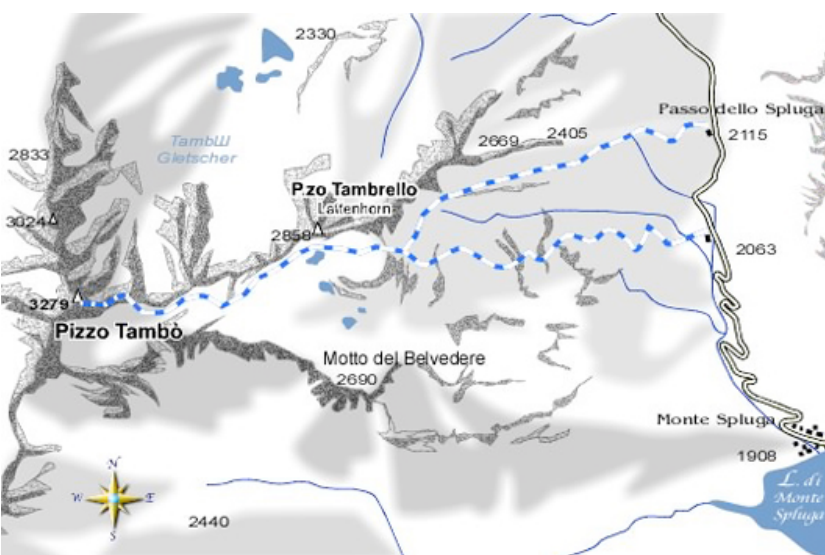 2330
Passo dello Spluga
2115
2669
2405
TambШ
Gletscher
2833
P.zo Tambrello
Lattenhorn
3024
2858
2063
3279
Pizzo Tambò
Motto del Belvedere
2690
Monte Spluga
1908
N
W
E
S
L. di
Monte
Spluga
2440